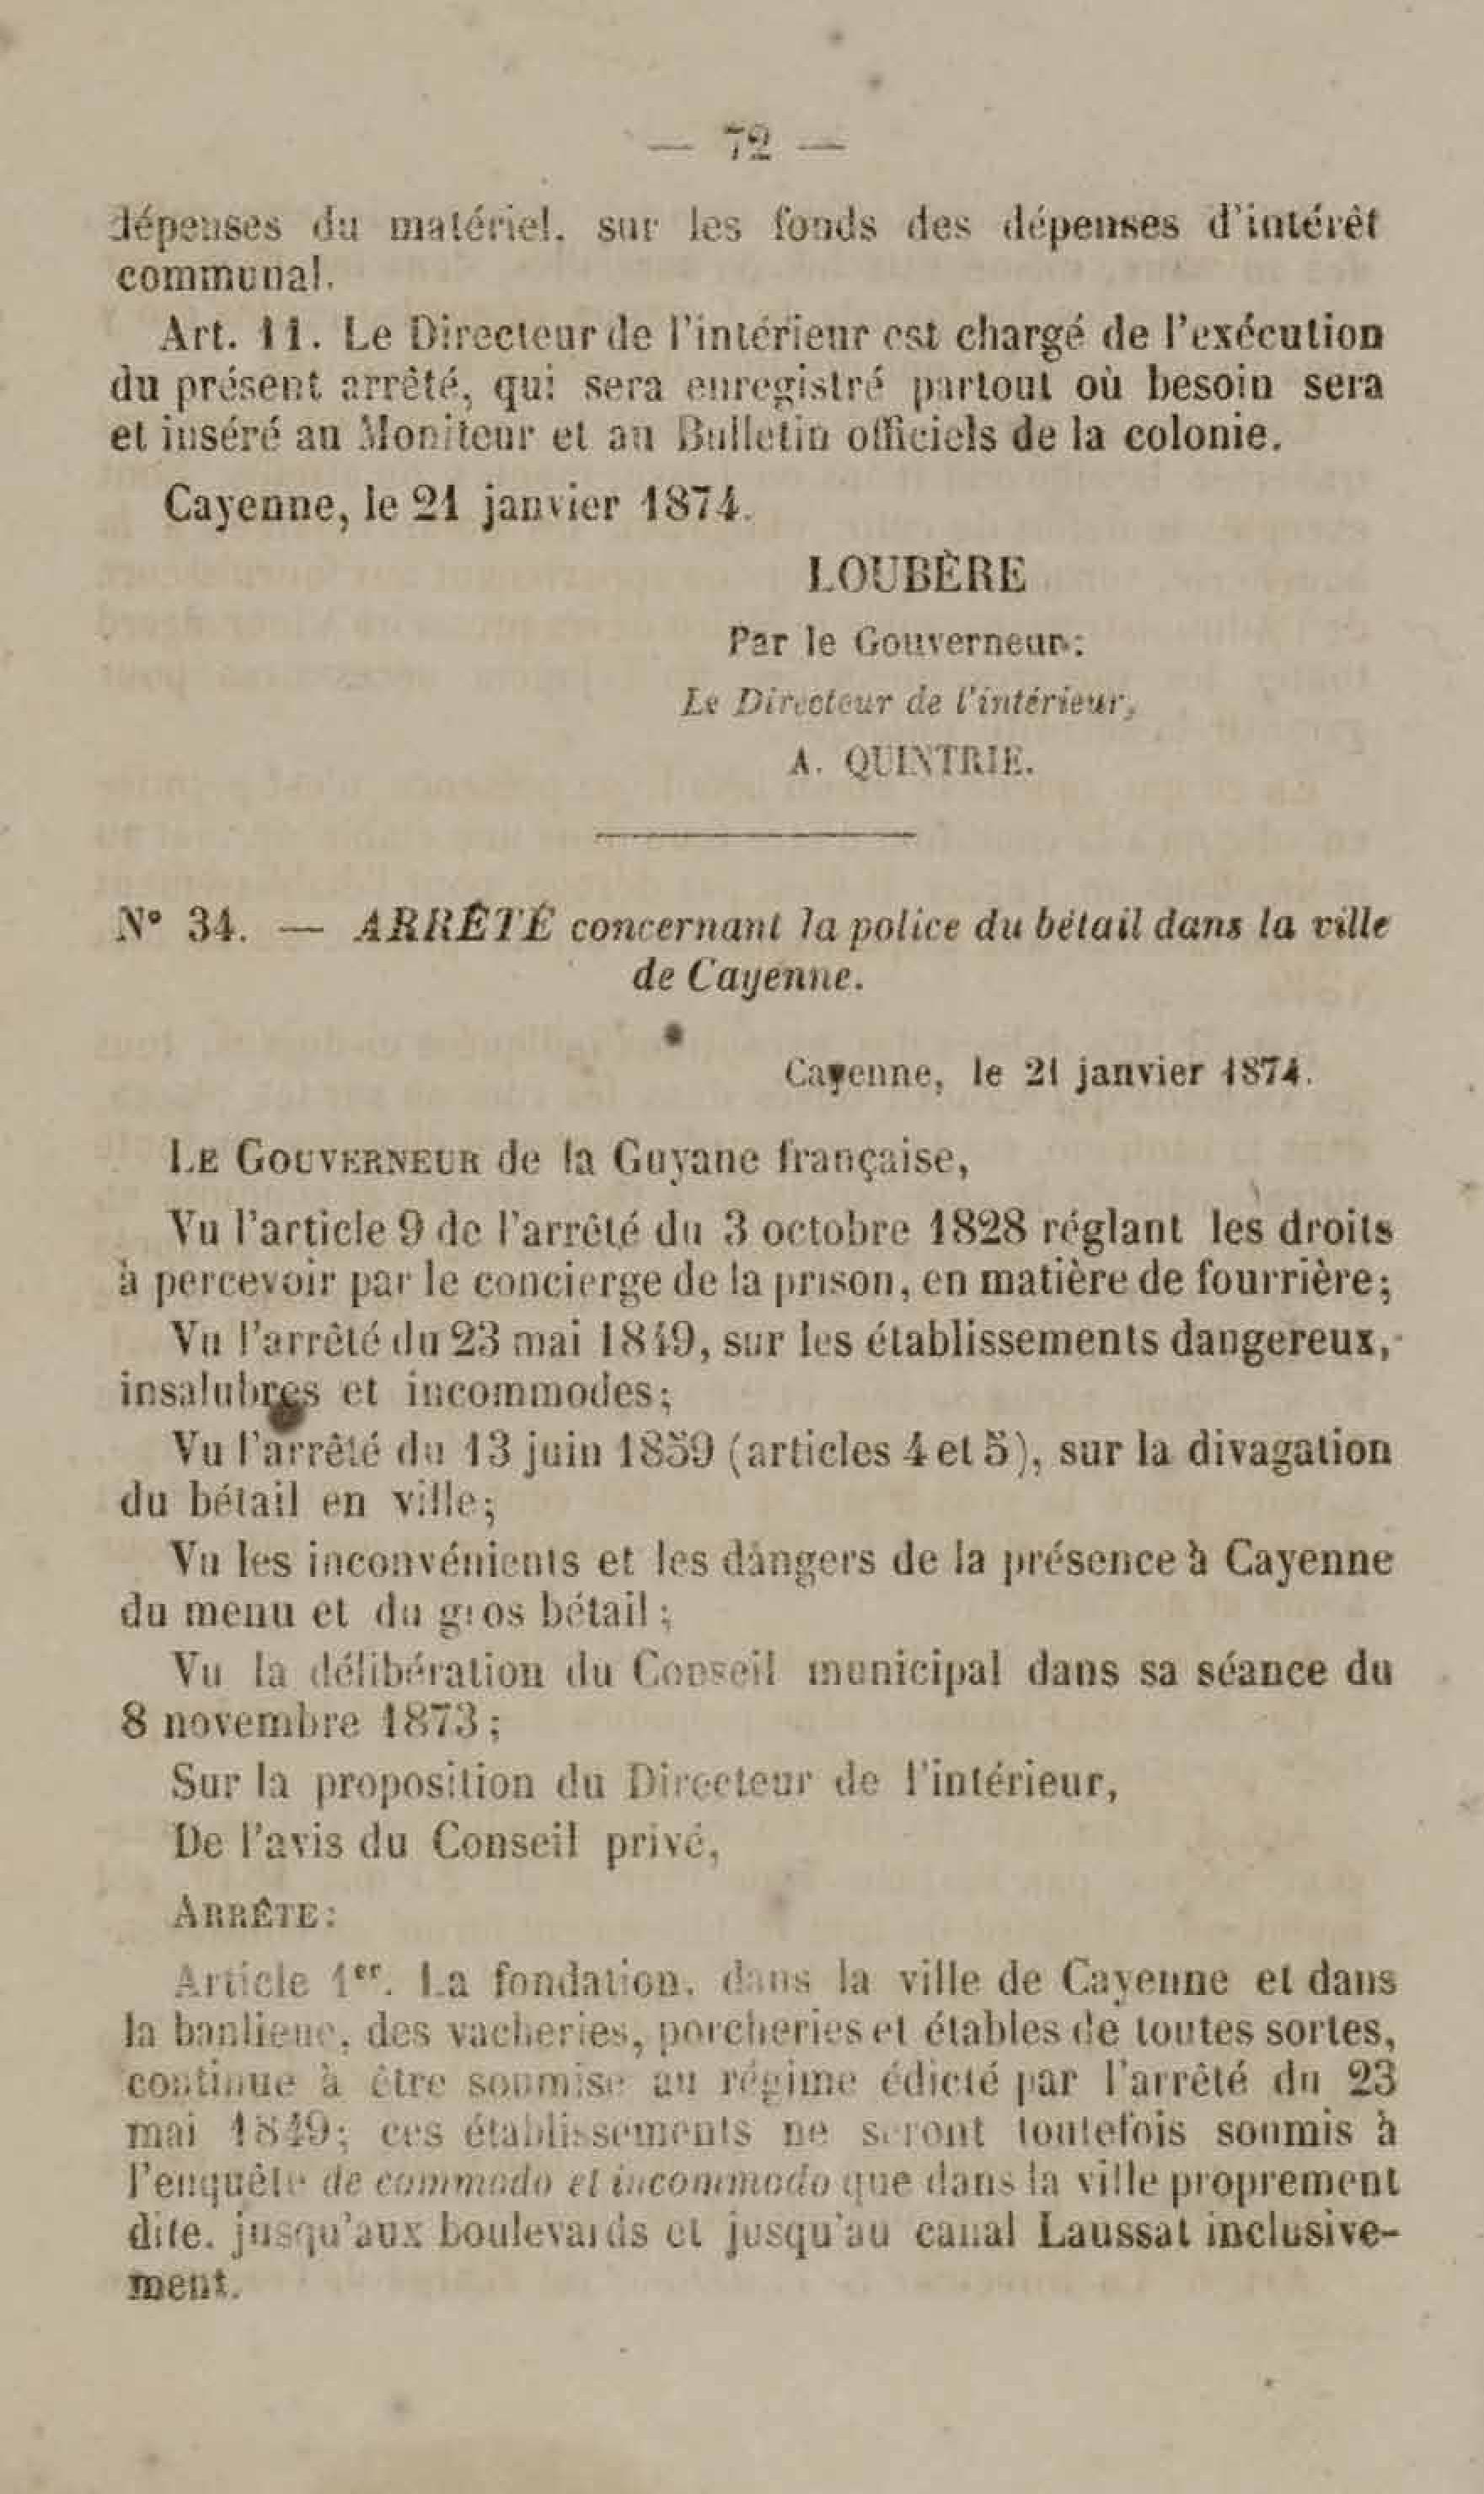 — 72 —
dépenses du matériel, sur les fonds des dépenses d'intérêt
communal.
Art. 11. Le Directeur de l'intérieur est chargé de l'exécution
du présent arrêté, qui sera enregistré partout où besoin sera
et inséré au Moniteur et au Bulletin officiels de la colonie.
Cayenne, le 21 janvier 1874.
LOUBÈRE
Par le Gouverneur:
Le Directeur de l'intérieur,
A. QUINTRIE.
N° 34. — ARRÊTÉ concernant la police du bétail dans la ville
de Cayenne.
Cayenne, le 21 janvier 1874.
LE GOUVERNEUR de la Guyane française,
Vu l'article 9 de l'arrêté du 3 octobre 1828 réglant les droits
à percevoir par le concierge de la prison, en matière de fourrière;
Vu l'arrêté du 23 mai 1849, sur les établissements dangereux,
insalubres et incommodes;
Vu l'arrêté du 13 juin 1859 (articles 4 et 5), sur la divagation
du bétail en ville;
Vu les inconvénients et les dangers de la présence à Cayenne
du menu et du gros bétail;
Vu la délibération du Conseil municipal dans sa séance du
8 novembre 1873;
Sur la proposition du Directeur de l'intérieur,
De l'avis du Conseil privé,
ARRÊTE:
Article 1er. La fondation, dans la ville de Cayenne et dans
la banlieue, des vacheries, porcheries et étables de toutes sortes,
continue à être soumise au régime édicté par l'arrêté du 23
mai 1849; ces établissements ne seront toutefois soumis à
l'enquête de commodo et incommodo que dans la ville proprement
dite, jusqu'aux boulevards et jusqu'au canal Laussat inclusive-
ment.